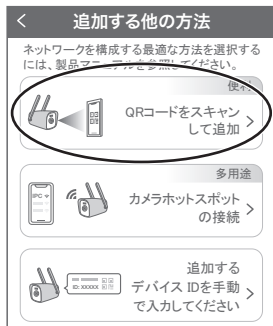 < 追加する他の方法
ネットワークを構成する最適な方法を選択する
には、製品マニュアルを参照してください。
便利
QRコードをスキャン
して追加
多用途
IPC
カメラホットスポット
の接続
追加する
ID: XXXXX
デバイス IDを手動
で入力してください